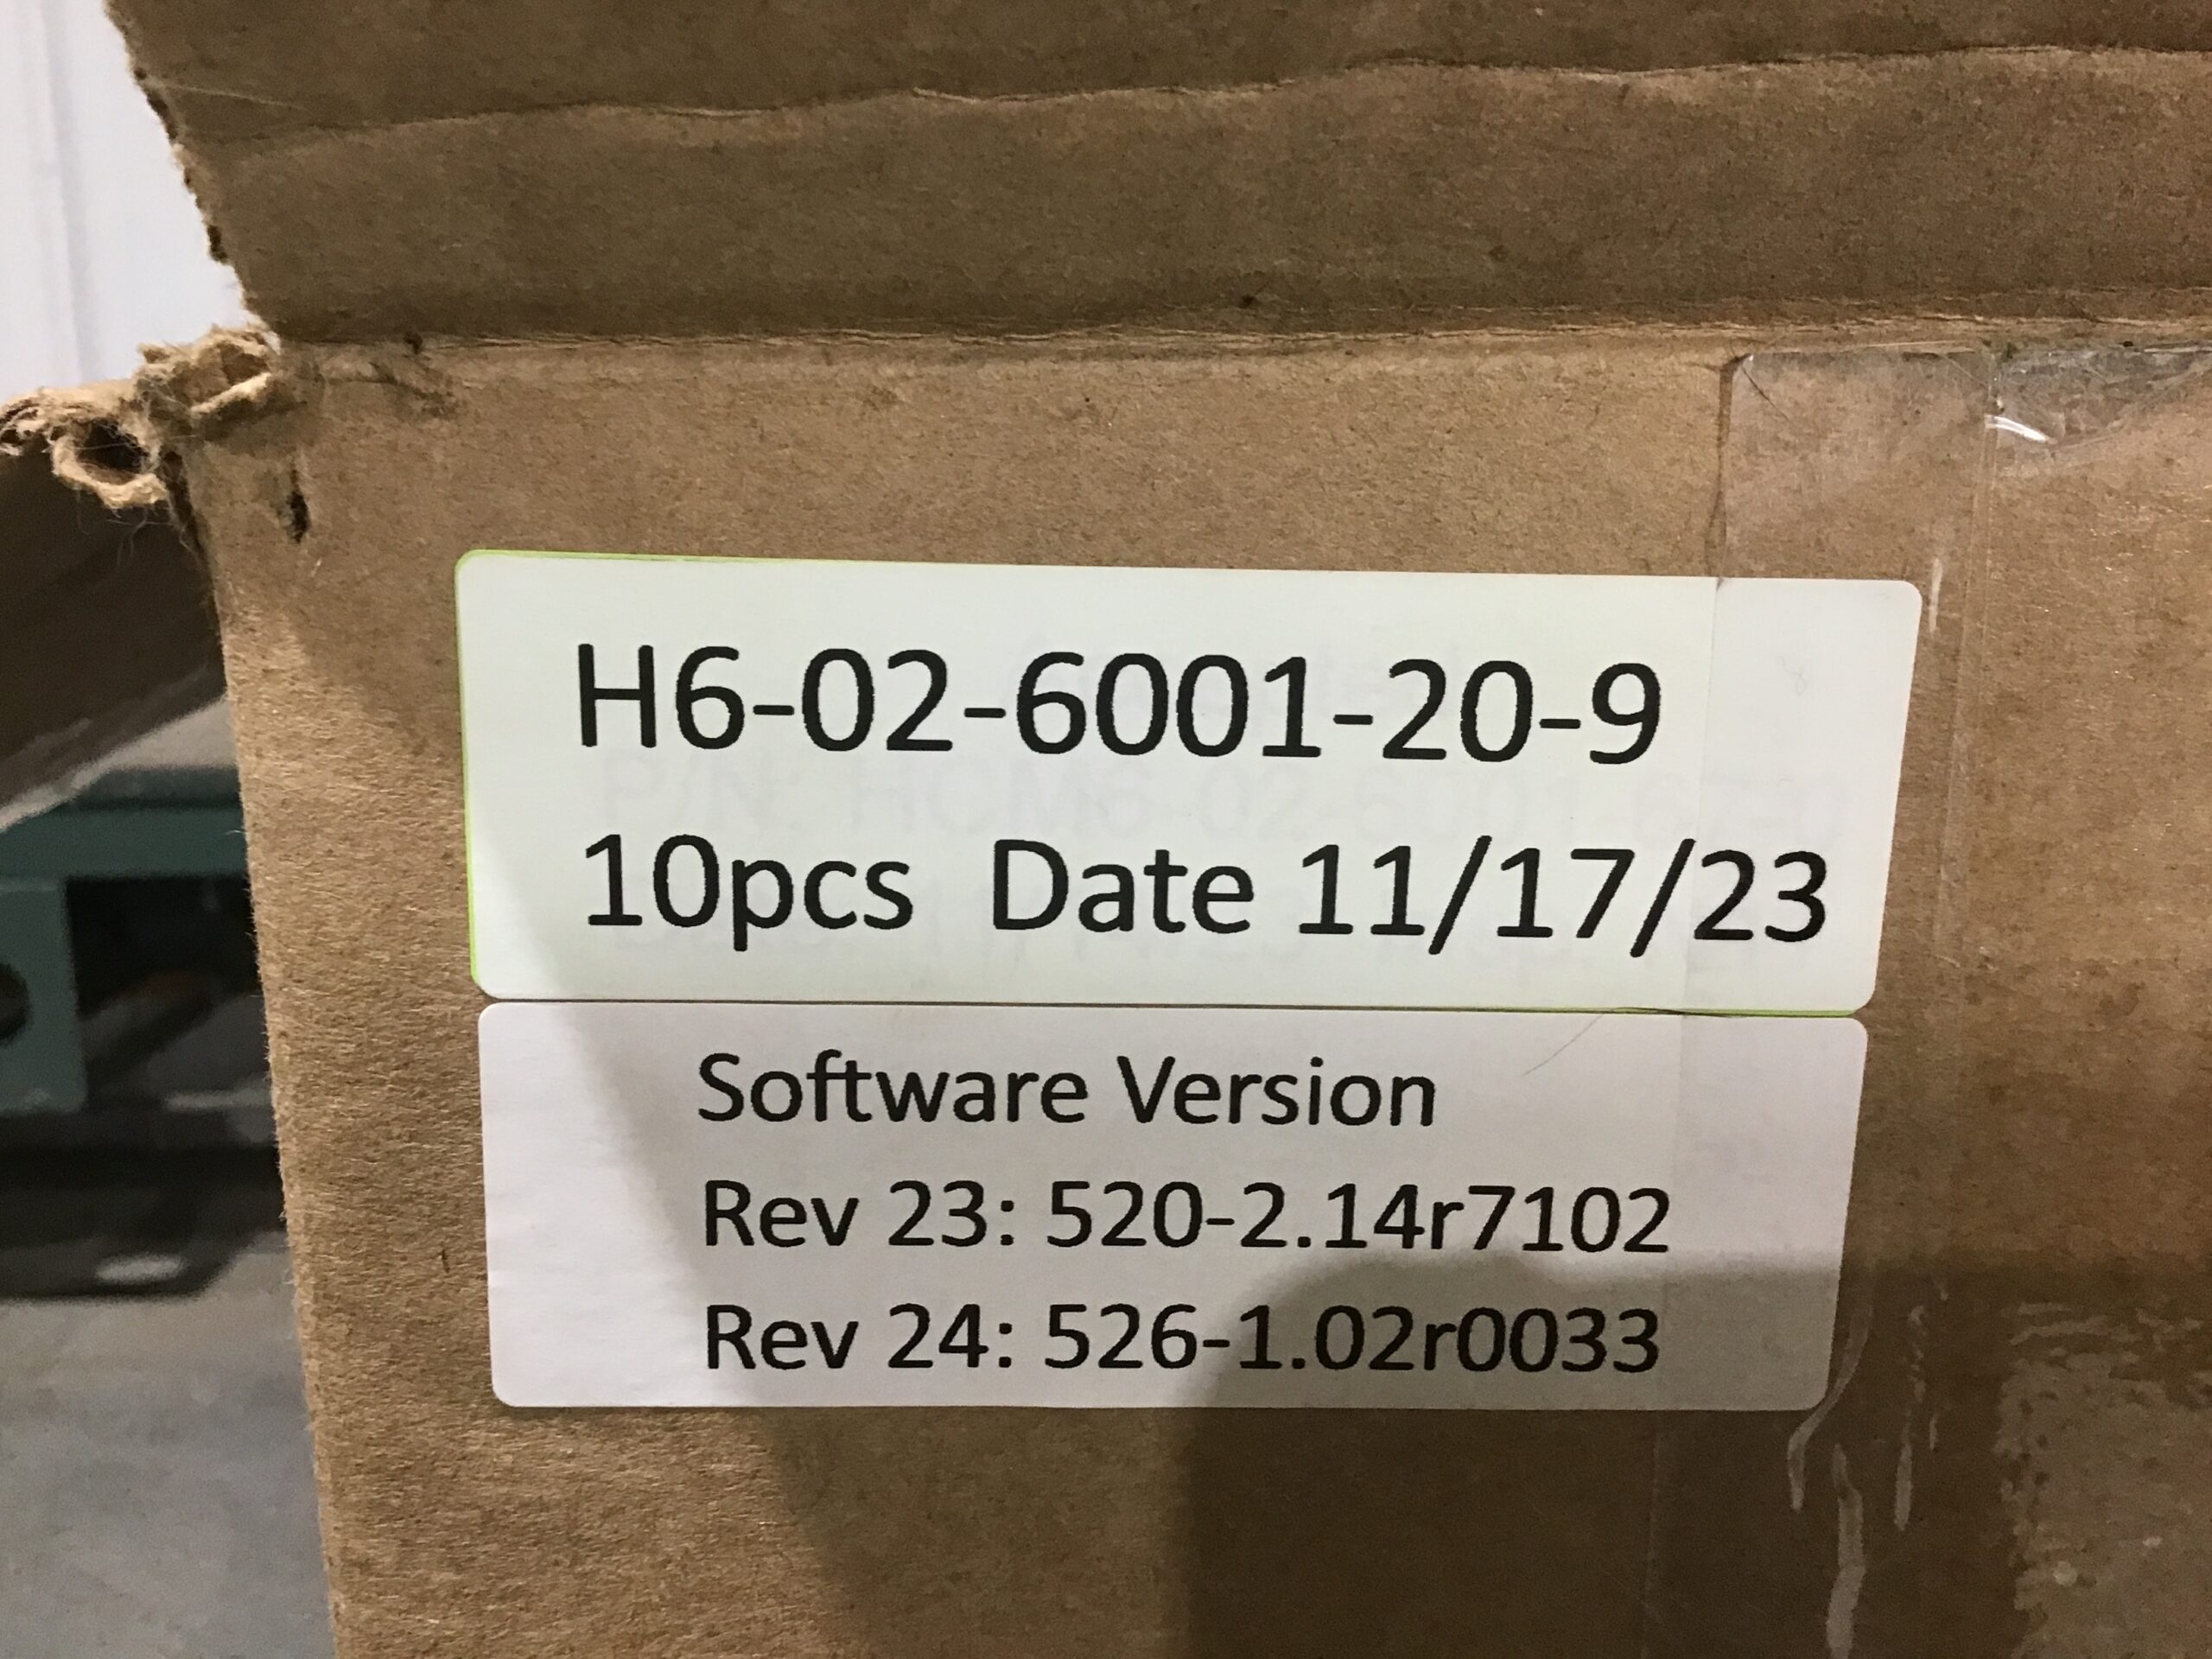 H6-02-6001-20-9
10pcs Date 11/17/23
Software Version
Rev 23: 520-2.14r7102
Rev 24: 526-1.02r0033